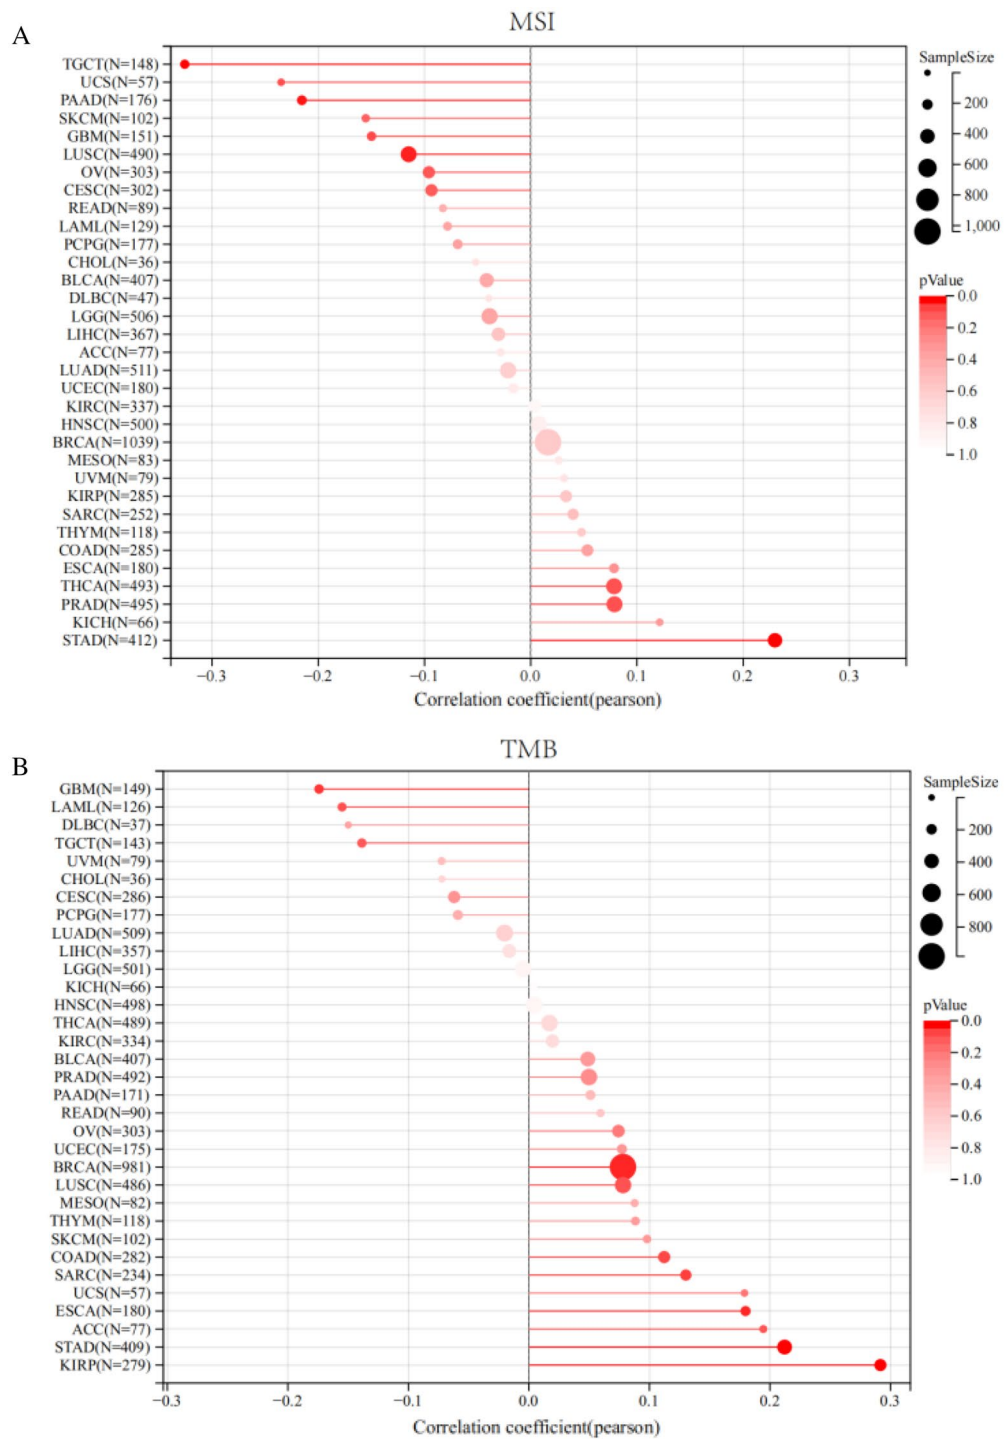 A
MSI
TGCT(N=148)
UCS(N=57)
PAAD(N=176)
SKCM(N=102)
GBM(N=151)
LUSC(N=490)
OV(N=303)
CESC(N=302)
READ(N=89)
LAML(N=129)
PCPG(N=177)
CHOL(N=36)
BLCA(N=407)
DLBC(N=47)
LGG(N=506)
LIHC(N=367)
ACC(N=77)
LUAD(N=511)
UCEC(N=180)
KIRC(N=337)
HNSC(N=500)
BRCA(N=1039)
MESO(N=83)
UVM(N=79)
KIRP(N=285)
SARC(N=252)
THYM(N=118)
COAD(N=285)
ESCA(N=180)
THCA(N=493)
PRAD(N=495)
KICH(N=66)
STAD(N=412)
−0.3 −0.2 −0.1 0.0 0.1 0.2 0.3
Correlation coefficient(pearson)
SampleSize
200
400
600
800
1,000
pValue
0.0
0.2
0.4
0.6
0.8
1.0
B
TMB
GBM(N=149)
LAML(N=126)
DLBC(N=37)
TGCT(N=143)
UVM(N=79)
CHOL(N=36)
CESC(N=286)
PCPG(N=177)
LUAD(N=509)
LIHC(N=357)
LGG(N=501)
KICH(N=66)
HNSC(N=498)
THCA(N=489)
KIRC(N=334)
BLCA(N=407)
PRAD(N=492)
PAAD(N=171)
READ(N=90)
OV(N=303)
UCEC(N=175)
BRCA(N=981)
LUSC(N=486)
MESO(N=82)
THYM(N=118)
SKCM(N=102)
COAD(N=282)
SARC(N=234)
UCS(N=57)
ESCA(N=180)
ACC(N=77)
STAD(N=409)
KIRP(N=279)
−0.3 −0.2 −0.1 0.0 0.1 0.2 0.3
Correlation coefficient(pearson)
SampleSize
200
400
600
800
pValue
0.0
0.2
0.4
0.6
0.8
1.0